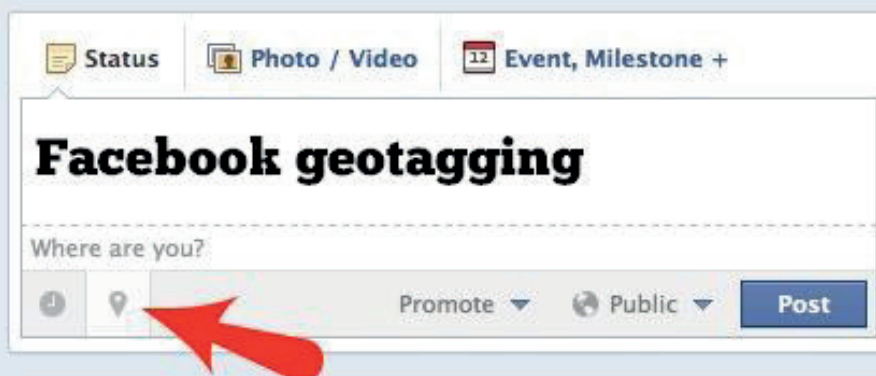 Status Photo / Video 12 Event, Milestone +
Facebook geotagging
Where are you?
Promote Public Post